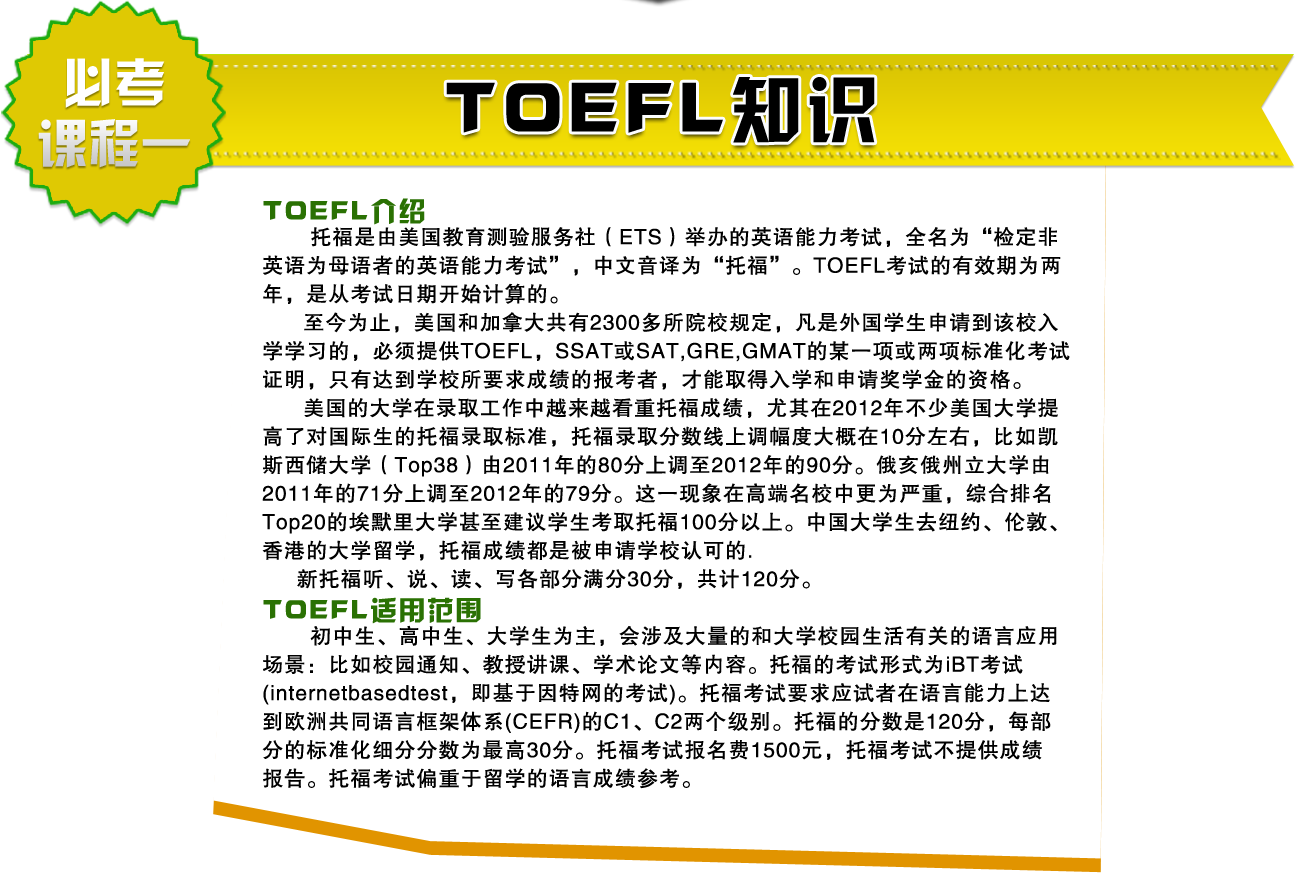 必考
课程一
TOEFL知识
TOEFL介绍
托福是由美国教育测验服务社（ETS）举办的英语能力考试，全名为“检定非
英语为母语者的英语能力考试”，中文音译为“托福”。TOEFL考试的有效期为两
年，是从考试日期开始计算的。
至今为止，美国和加拿大共有2300多所院校规定，凡是外国学生申请到该校入
学学习的，必须提供TOEFL，SSAT或SAT,GRE,GMAT的某一项或两项标准化考试
证明，只有达到学校所要求成绩的报考者，才能取得入学和申请奖学金的资格。
美国的大学在录取工作中越来越看重托福成绩，尤其在2012年不少美国大学提
高了对国际生的托福录取标准，托福录取分数线上调幅度大概在10分左右，比如凯
斯西储大学（Top38）由2011年的80分上调至2012年的90分。俄亥俄州立大学由
2011年的71分上调至2012年的79分。这一现象在高端名校中更为严重，综合排名
Top20的埃默里大学甚至建议学生考取托福100分以上。中国大学生去纽约、伦敦、
香港的大学留学，托福成绩都是被申请学校认可的.
新托福听、说、读、写各部分满分30分，共计120分。
TOEFL适用范围
初中生、高中生、大学生为主，会涉及大量的和大学校园生活有关的语言应用
场景：比如校园通知、教授讲课、学术论文等内容。托福的考试形式为iBT考试
(internetbasedtest，即基于因特网的考试)。托福考试要求应试者在语言能力上达
到欧洲共同语言框架体系(CEFR)的C1、C2两个级别。托福的分数是120分，每部
分的标准化细分分数为最高30分。托福考试报名费1500元，托福考试不提供成绩
报告。托福考试偏重于留学的语言成绩参考。